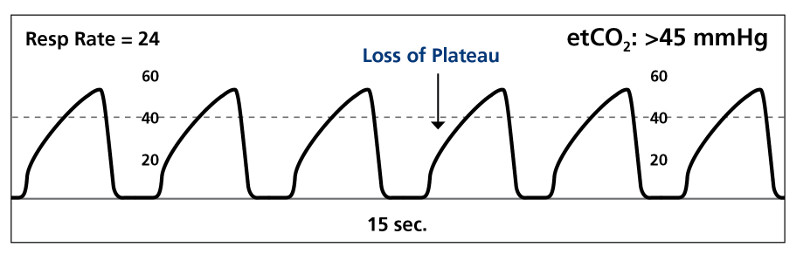 Resp Rate = 24
etCO₂: >45 mmHg
Loss of Plateau
60
60
40
40
20
20
15 sec.